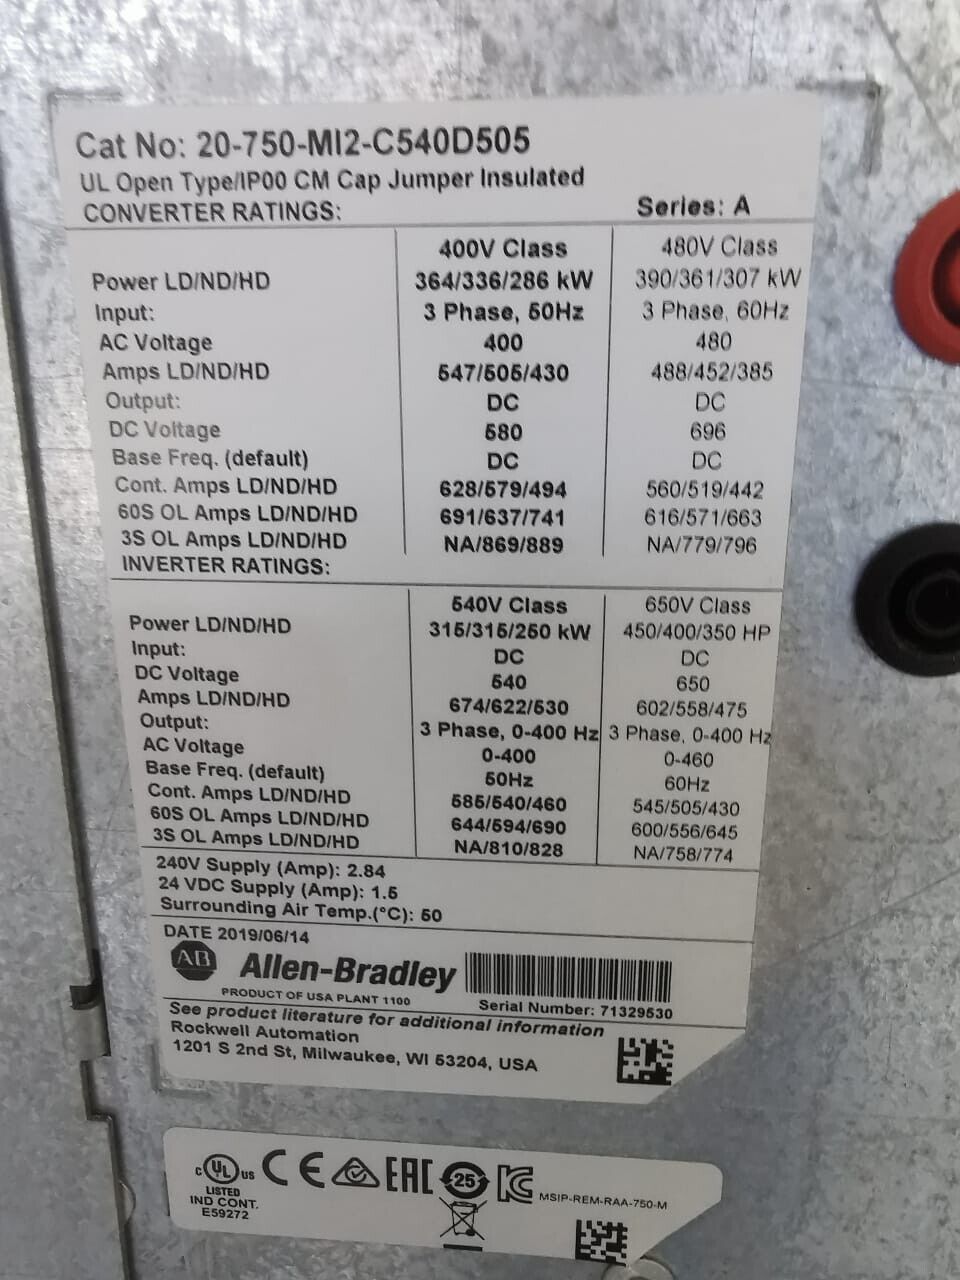 Cat No: 20-750-MI2-C540D505
UL Open Type/IP00 CM Cap Jumper Insulated
CONVERTER RATINGS: Series: A
400V Class 480V Class
Power LD/ND/HD 364/336/286 kW 390/361/307 kW
Input: 3 Phase, 50Hz 3 Phase, 60Hz
AC Voltage 400 480
Amps LD/ND/HD 547/505/430 488/452/385
Output: DC DC
DC Voltage 580 696
Base Freq. (default) DC DC
Cont. Amps LD/ND/HD 628/579/494 560/519/442
60S OL Amps LD/ND/HD 691/637/741 616/571/663
3S OL Amps LD/ND/HD NA/869/889 NA/779/796
INVERTER RATINGS:
540V Class 650V Class
Power LD/ND/HD 315/315/250 kW 450/400/350 HP
Input: DC DC
DC Voltage 540 650
Amps LD/ND/HD 674/622/530 602/558/475
Output: 3 Phase, 0-400 Hz 3 Phase, 0-400 Hz
AC Voltage 0-400 0-460
Base Freq. (default) 50Hz 60Hz
Cont. Amps LD/ND/HD 585/540/460 545/505/430
60S OL Amps LD/ND/HD 644/594/690 600/556/645
3S OL Amps LD/ND/HD NA/810/828 NA/758/774
240V Supply (Amp): 2.84
24 VDC Supply (Amp): 1.5
Surrounding Air Temp.(°C): 50
DATE 2019/06/14
AB Allen-Bradley
PRODUCT OF USA PLANT 1100
Serial Number: 71329530
See product literature for additional information
Rockwell Automation
1201 S 2nd St, Milwaukee, WI 53204, USA
c UL us CE EAC 25 KC MSIP-REM-RAA-750-M
LISTED
IND CONT.
E59272